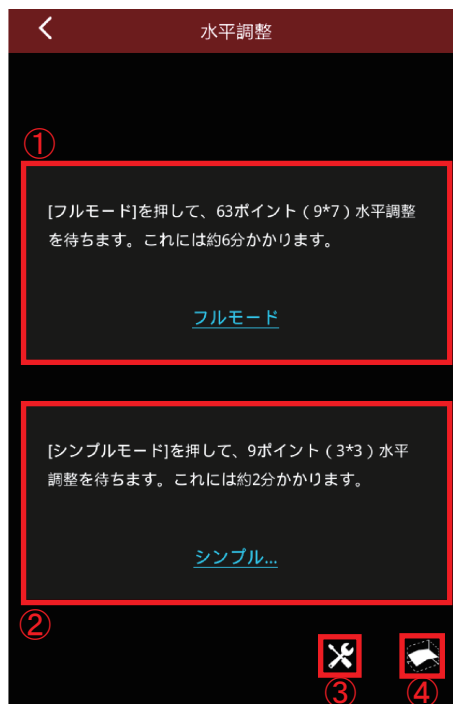 水平調整
①
[フルモード]を押して、63ポイント（9*7）水平調整
を待ちます。これには約6分かかります。
フルモード
[シンプルモード]を押して、9ポイント（3*3）水平
調整を待ちます。これには約2分かかります。
シンプル...
②
③
④